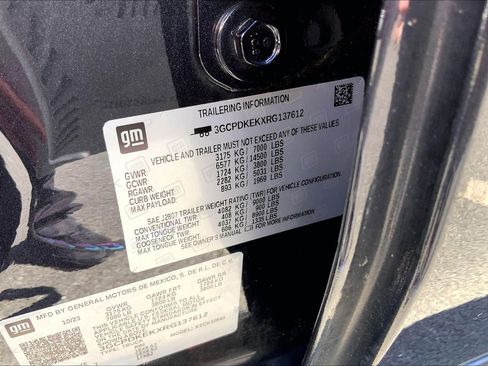 TRAILERING INFORMATION
3GCPDKEKXRG137612
gm
VEHICLE AND TRAILER MUST NOT EXCEED ANY OF THESE VALUES.
GVWR: 3175 KG / 7000 LBS
GCWR: 6577 KG / 14500 LBS
RGAWR: 1724 KG / 3800 LBS
CURB WEIGHT: 2282 KG / 5031 LBS
MAX PAYLOAD: 893 KG / 1969 LBS
SAE J2807 TRAILER WEIGHT RATING (TWR) FOR VEHICLE CONFIGURATION.
CONVENTIONAL TWR: 4082 KG / 9000 LBS
MAX TONGUE WEIGHT: 408 KG / 900 LBS
GOOSENECK TWR: 4037 KG / 8900 LBS
MAX TONGUE WEIGHT: 606 KG / 1335 LBS
SEE OWNER'S MANUAL FOR MORE INFORMATION
gm
MFD BY GENERAL MOTORS DE MEXICO, S. DE R.L. DE C.V.
10/23 GVWR GAWR FRT GAWR RR
3GCPDKEKXRG137612